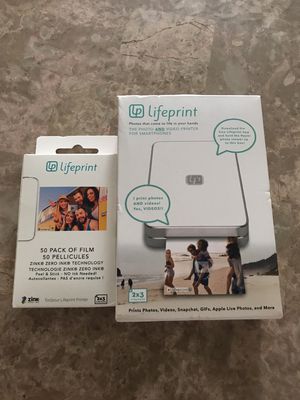 lifeprint
50 PACK OF FILM
50 PELLICULES
ZINK® ZERO INK® TECHNOLOGY
TECHNOLOGIE ZINK® ZERO INK®
Peel & Stick - NO Ink Needed!
Autocollantes - PAS d'encre requise !
zink
2x3
lifeprint
Photos that come to life in your hands
THE PHOTO AND VIDEO PRINTER
FOR SMARTPHONES
Download the
I print photos
AND videos!
Yes, VIDEOS!!
2x3
Prints Photos, Videos, Snapchat, GIFs, Apple Live Photos, and More